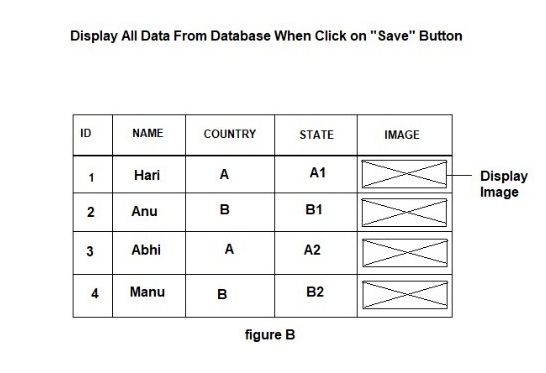 Display All Data From Database When Click on "Save" Button
ID NAME COUNTRY STATE IMAGE
1 Hari A A1
Display
Image
2 Anu B B1
3 Abhi A A2
4 Manu B B2
figure B